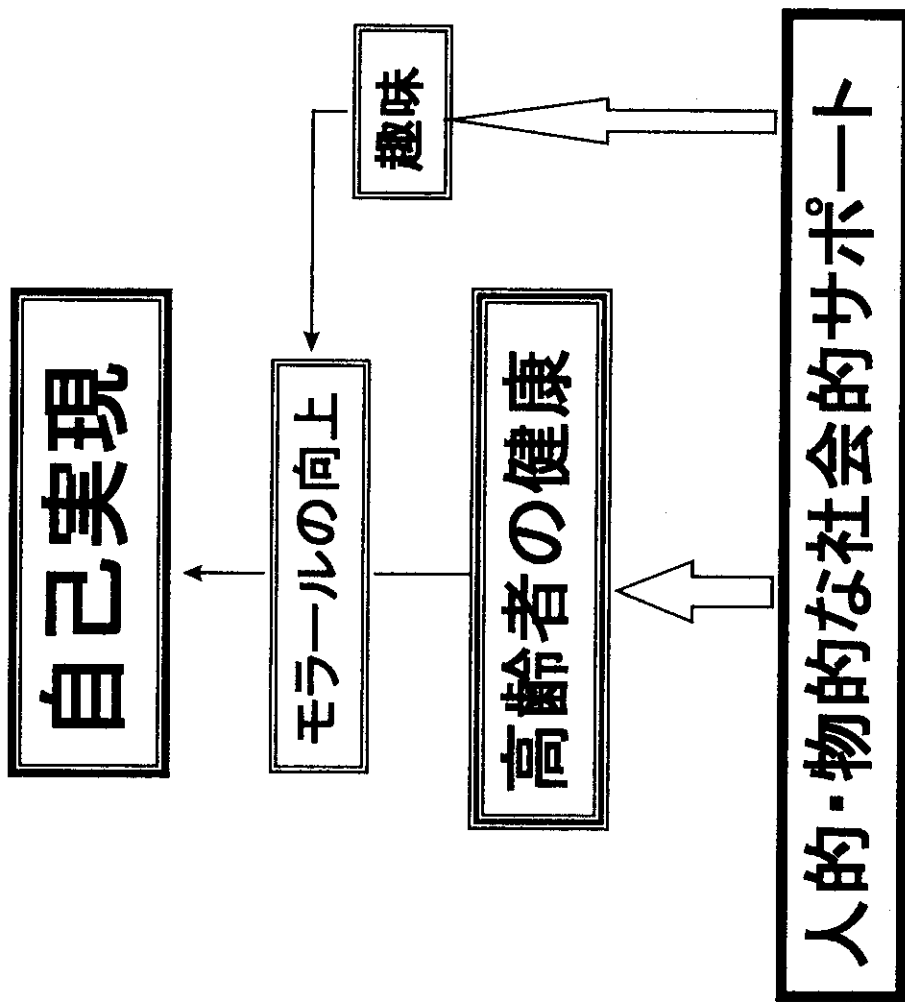 自己実現
モラールの向上
趣味
高齢者の健康
人的・物的な社会的サポート